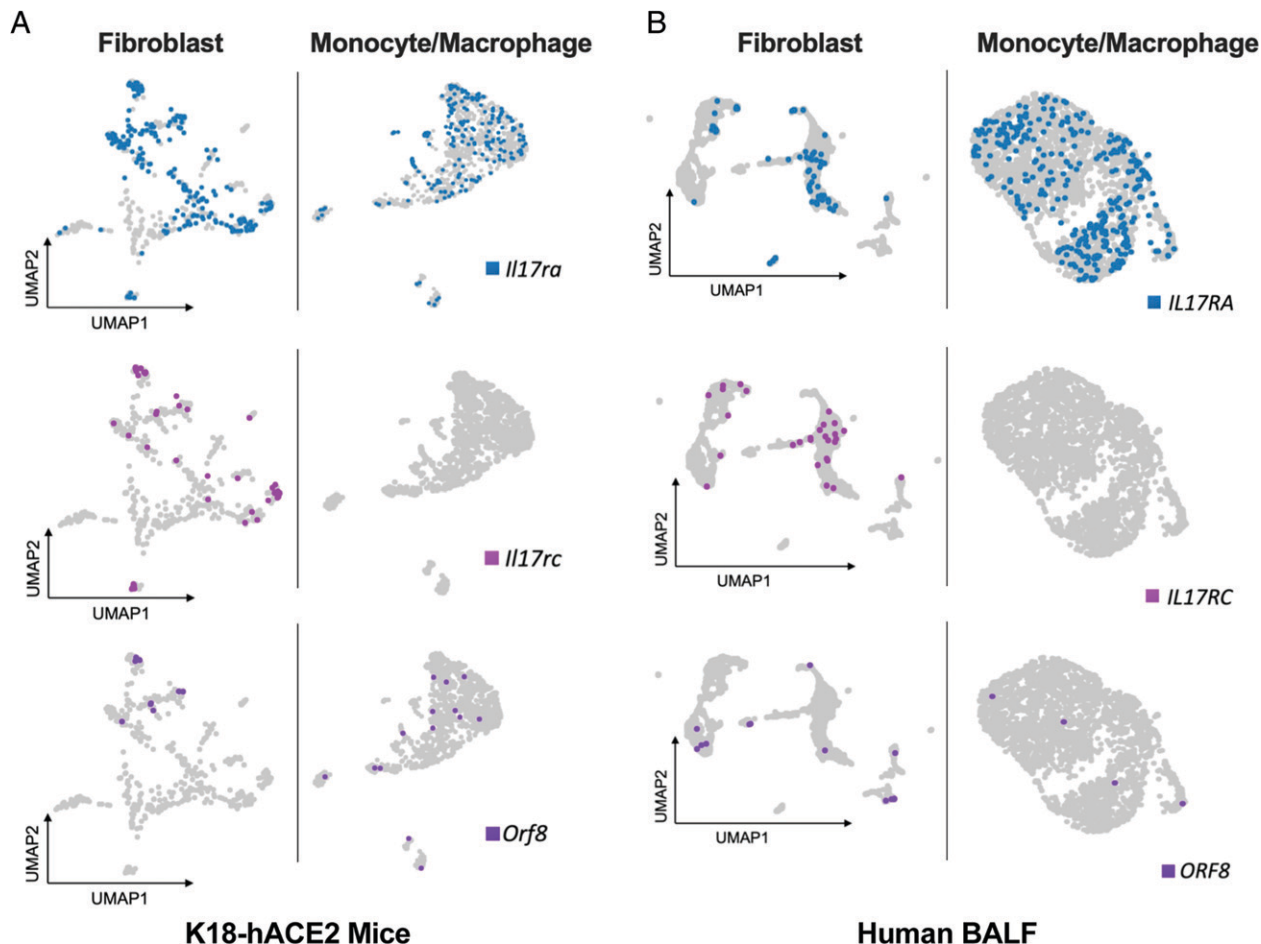 A
B
Fibroblast
Monocyte/Macrophage
Fibroblast
Monocyte/Macrophage
UMAP2
UMAP1
Il17ra
UMAP2
UMAP1
IL17RA
UMAP2
UMAP1
Il17rc
UMAP2
UMAP1
IL17RC
UMAP2
UMAP1
Orf8
UMAP2
UMAP1
ORF8
K18-hACE2 Mice
Human BALF